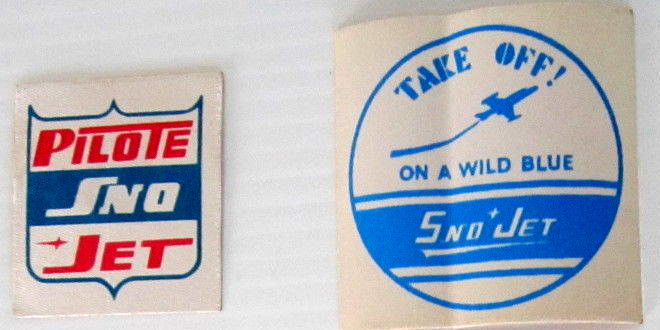 PILOTE
SNO
JET
TAKE OFF!
ON A WILD BLUE
SNO JET